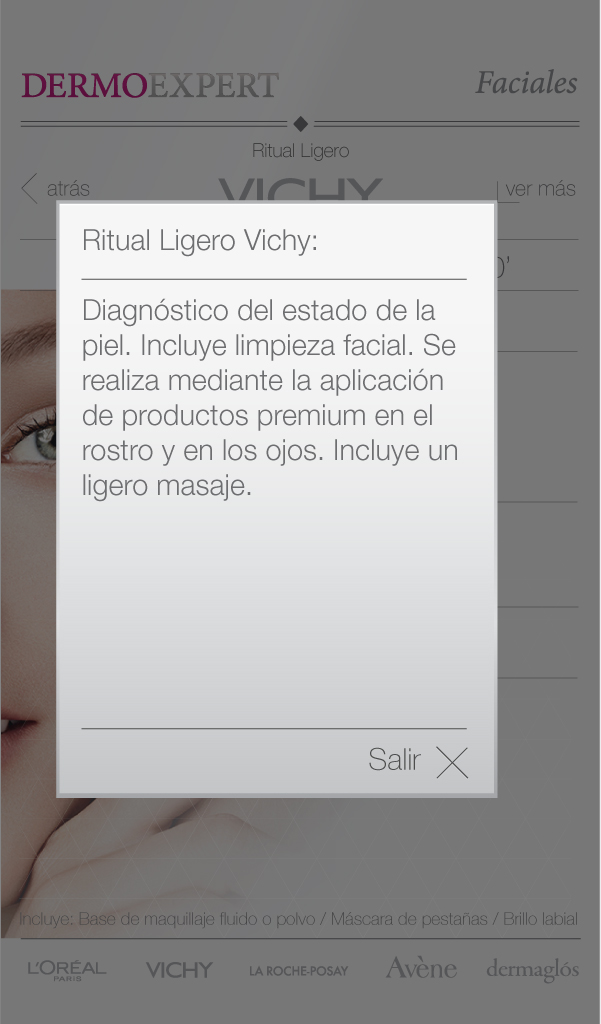 DERMOEXPERT
Faciales
Ritual Ligero
atrás
VICHY
ver más
Ritual Ligero Vichy:
Diagnóstico del estado de la
piel. Incluye limpieza facial. Se
realiza mediante la aplicación
de productos premium en el
rostro y en los ojos. Incluye un
ligero masaje.
Salir
Incluye: Base de maquillaje fluido o polvo / Máscara de pestañas / Brillo labial
L'ORÉAL
PARIS
VICHY
LA ROCHE-POSAY
Avène
dermaglós